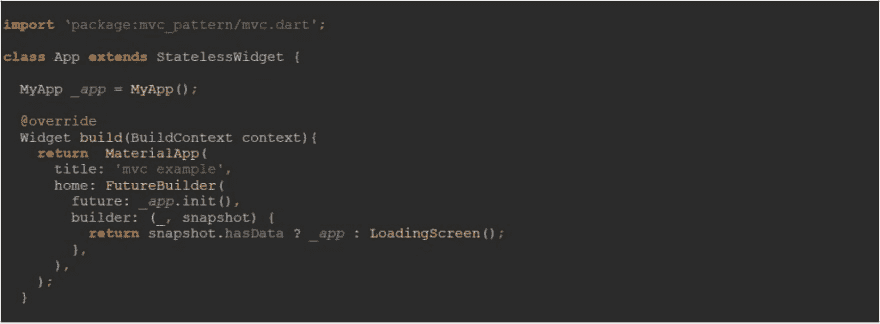 import ‘package:mvc_pattern/mvc.dart';
class App extends StatelessWidget {
MyApp _app = MyApp();
@override
Widget build(BuildContext context){
return MaterialApp(
title: 'mvc example',
home: FutureBuilder(
future: _app.init(),
builder: (_, snapshot) {
return snapshot.hasData ? _app : LoadingScreen();
},
),
);
}